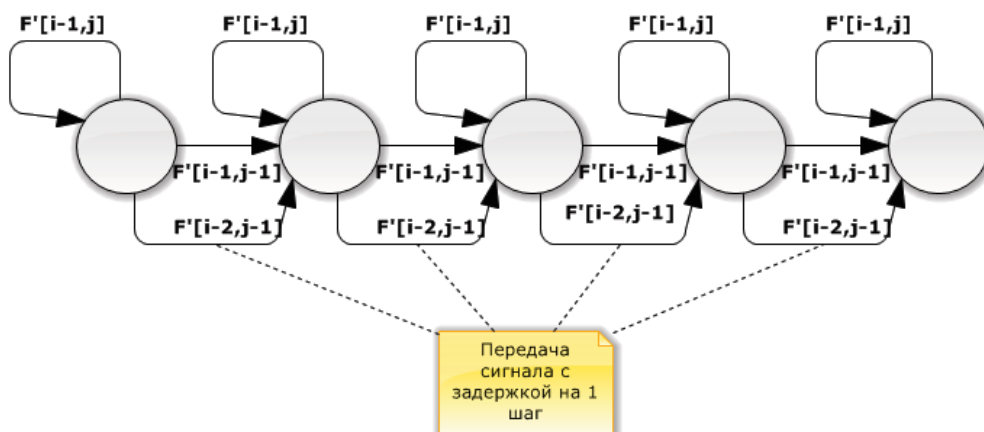 F'[i-1,j] F'[i-1,j] F'[i-1,j] F'[i-1,j] F'[i-1,j]
F'[i-1,j-1] F'[i-1,j-1] F'[i-1,j-1] F'[i-1,j-1]
F'[i-2,j-1] F'[i-2,j-1] F'[i-2,j-1] F'[i-2,j-1]
Передача
сигнала с
задержкой на 1
шаг